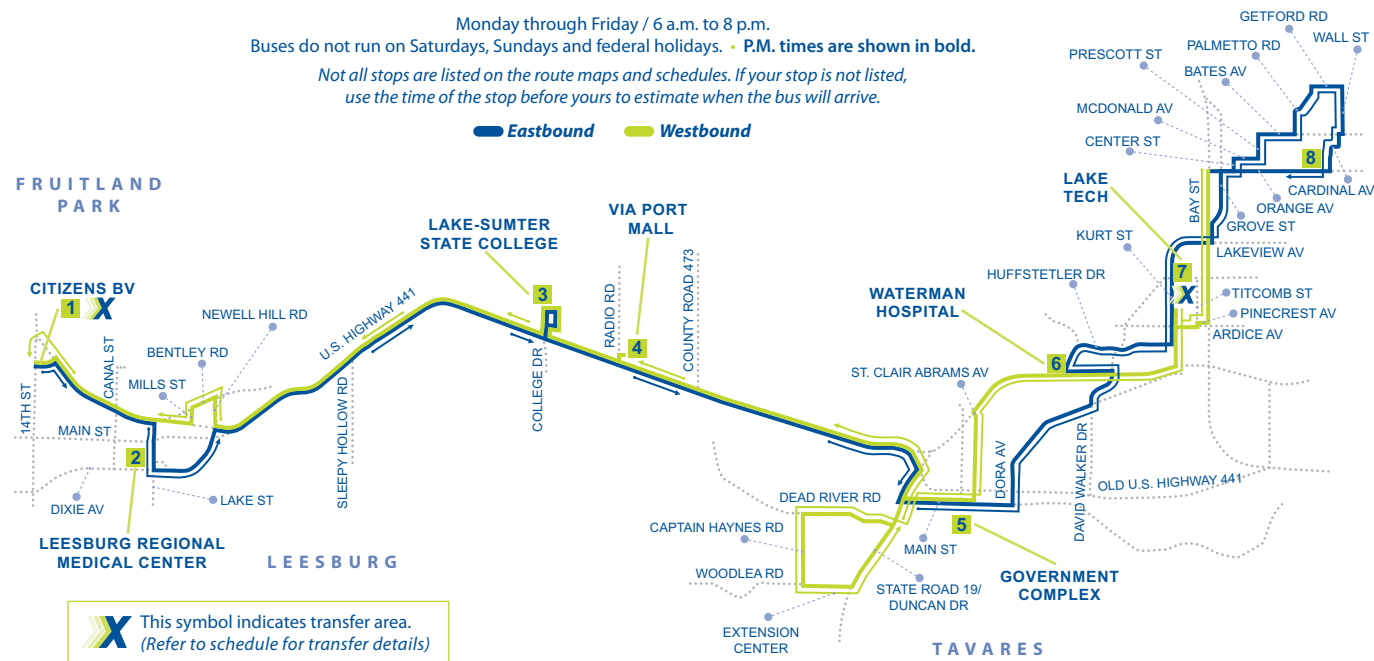 Monday through Friday / 6 a.m. to 8 p.m.
Buses do not run on Saturdays, Sundays and federal holidays. • P.M. times are shown in bold.
Not all stops are listed on the route maps and schedules. If your stop is not listed,
use the time of the stop before yours to estimate when the bus will arrive.
Eastbound
Westbound
GETFORD RD
WALL ST
PALMETTO RD
PRESCOTT ST
BATES AV
MCDONALD AV
CENTER ST
8
CARDINAL AV
ORANGE AV
GROVE ST
BAY ST
LAKEVIEW AV
LAKE
TECH
KURT ST
7
X
TITCOMB ST
PINECREST AV
ARDICE AV
HUFFSTETLER DR
WATERMAN
HOSPITAL
6
ST. CLAIR ABRAMS AV
FRUITLAND
PARK
CITIZENS BV
1
X
14TH ST
CANAL ST
NEWELL HILL RD
BENTLEY RD
MILLS ST
MAIN ST
2
DIXIE AV
LAKE ST
LEESBURG REGIONAL
MEDICAL CENTER
LEESBURG
U.S. HIGHWAY 441
SLEEPY HOLLOW RD
LAKE-SUMTER
STATE COLLEGE
3
COLLEGE DR
VIA PORT
MALL
RADIO RD
4
COUNTY ROAD 473
DORA AV
DAVID WALKER DR
OLD U.S. HIGHWAY 441
DEAD RIVER RD
CAPTAIN HAYNES RD
WOODLEA RD
MAIN ST
5
GOVERNMENT
COMPLEX
STATE ROAD 19/
DUNCAN DR
EXTENSION
CENTER
TAVARES
X
This symbol indicates transfer area.
(Refer to schedule for transfer details)